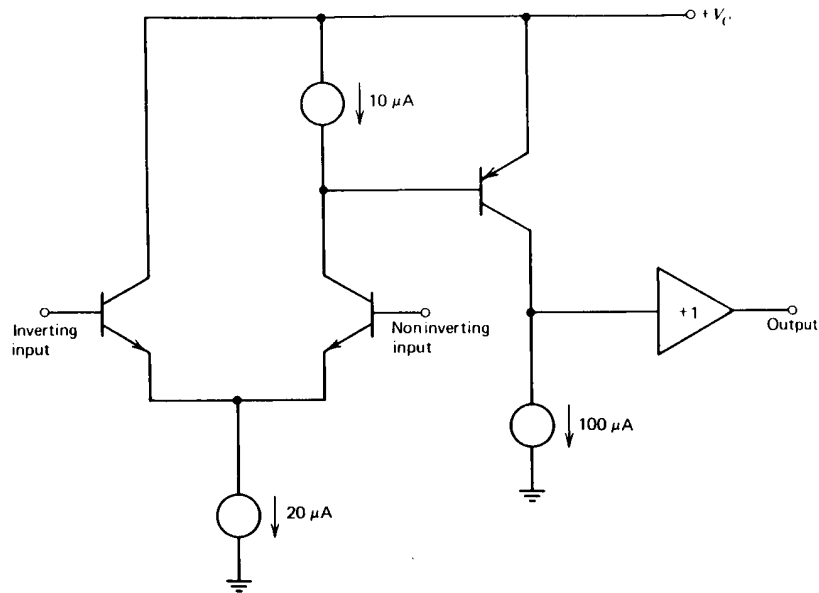 + V_C
10 μA
Inverting
input
Noninverting
input
+1
Output
100 μA
20 μA